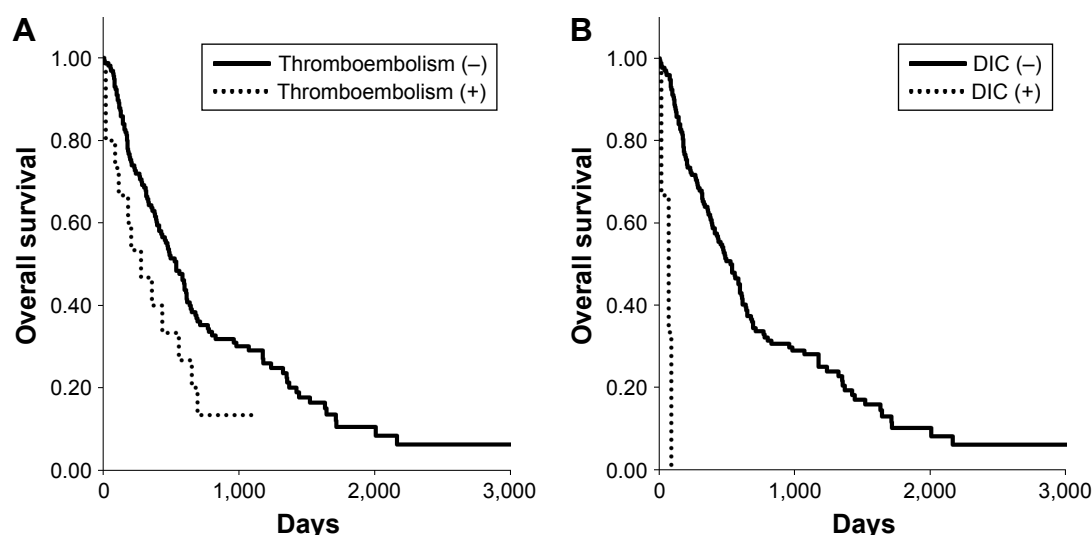 A
Thromboembolism (–)
Thromboembolism (+)
Overall survival
1.00
0.80
0.60
0.40
0.20
0.00
0
1,000
2,000
3,000
Days
B
DIC (–)
DIC (+)
Overall survival
1.00
0.80
0.60
0.40
0.20
0.00
0
1,000
2,000
3,000
Days